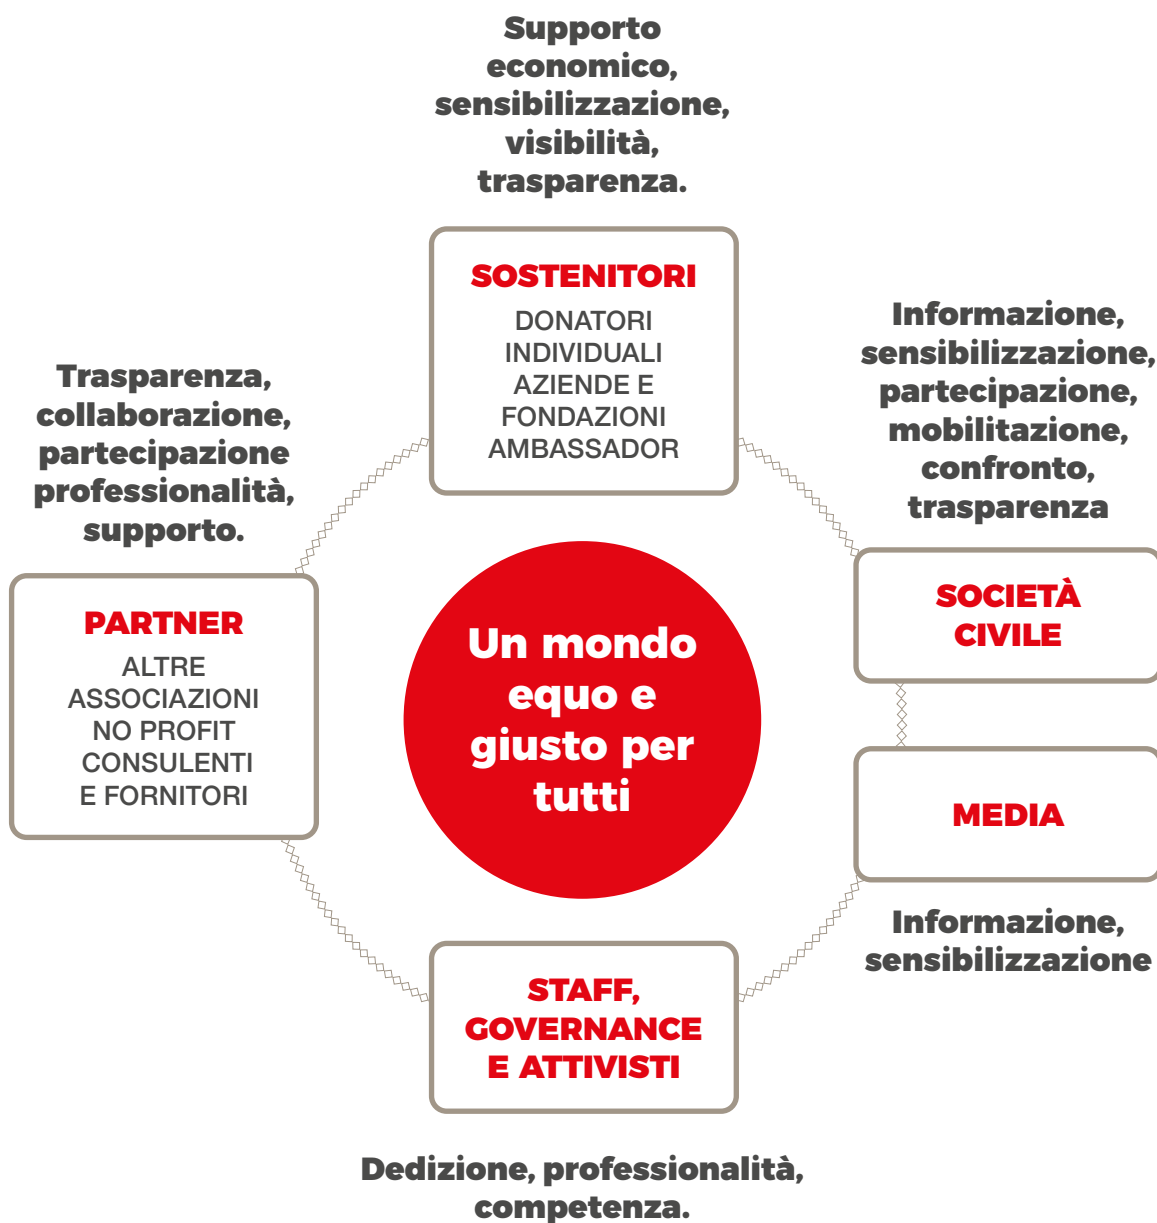 Supporto
economico,
sensibilizzazione,
visibilità,
trasparenza.
SOSTENITORI
DONATORI
INDIVIDUALI
AZIENDE E
FONDAZIONI
AMBASSADOR
Informazione,
sensibilizzazione,
partecipazione,
mobilitazione,
confronto,
trasparenza
SOCIETÀ
CIVILE
Trasparenza,
collaborazione,
partecipazione
professionalità,
supporto.
PARTNER
ALTRE
ASSOCIAZIONI
NO PROFIT
CONSULENTI
E FORNITORI
Un mondo
equo e
giusto per
tutti
MEDIA
Informazione,
sensibilizzazione
STAFF,
GOVERNANCE
E ATTIVISTI
Dedizione, professionalità,
competenza.